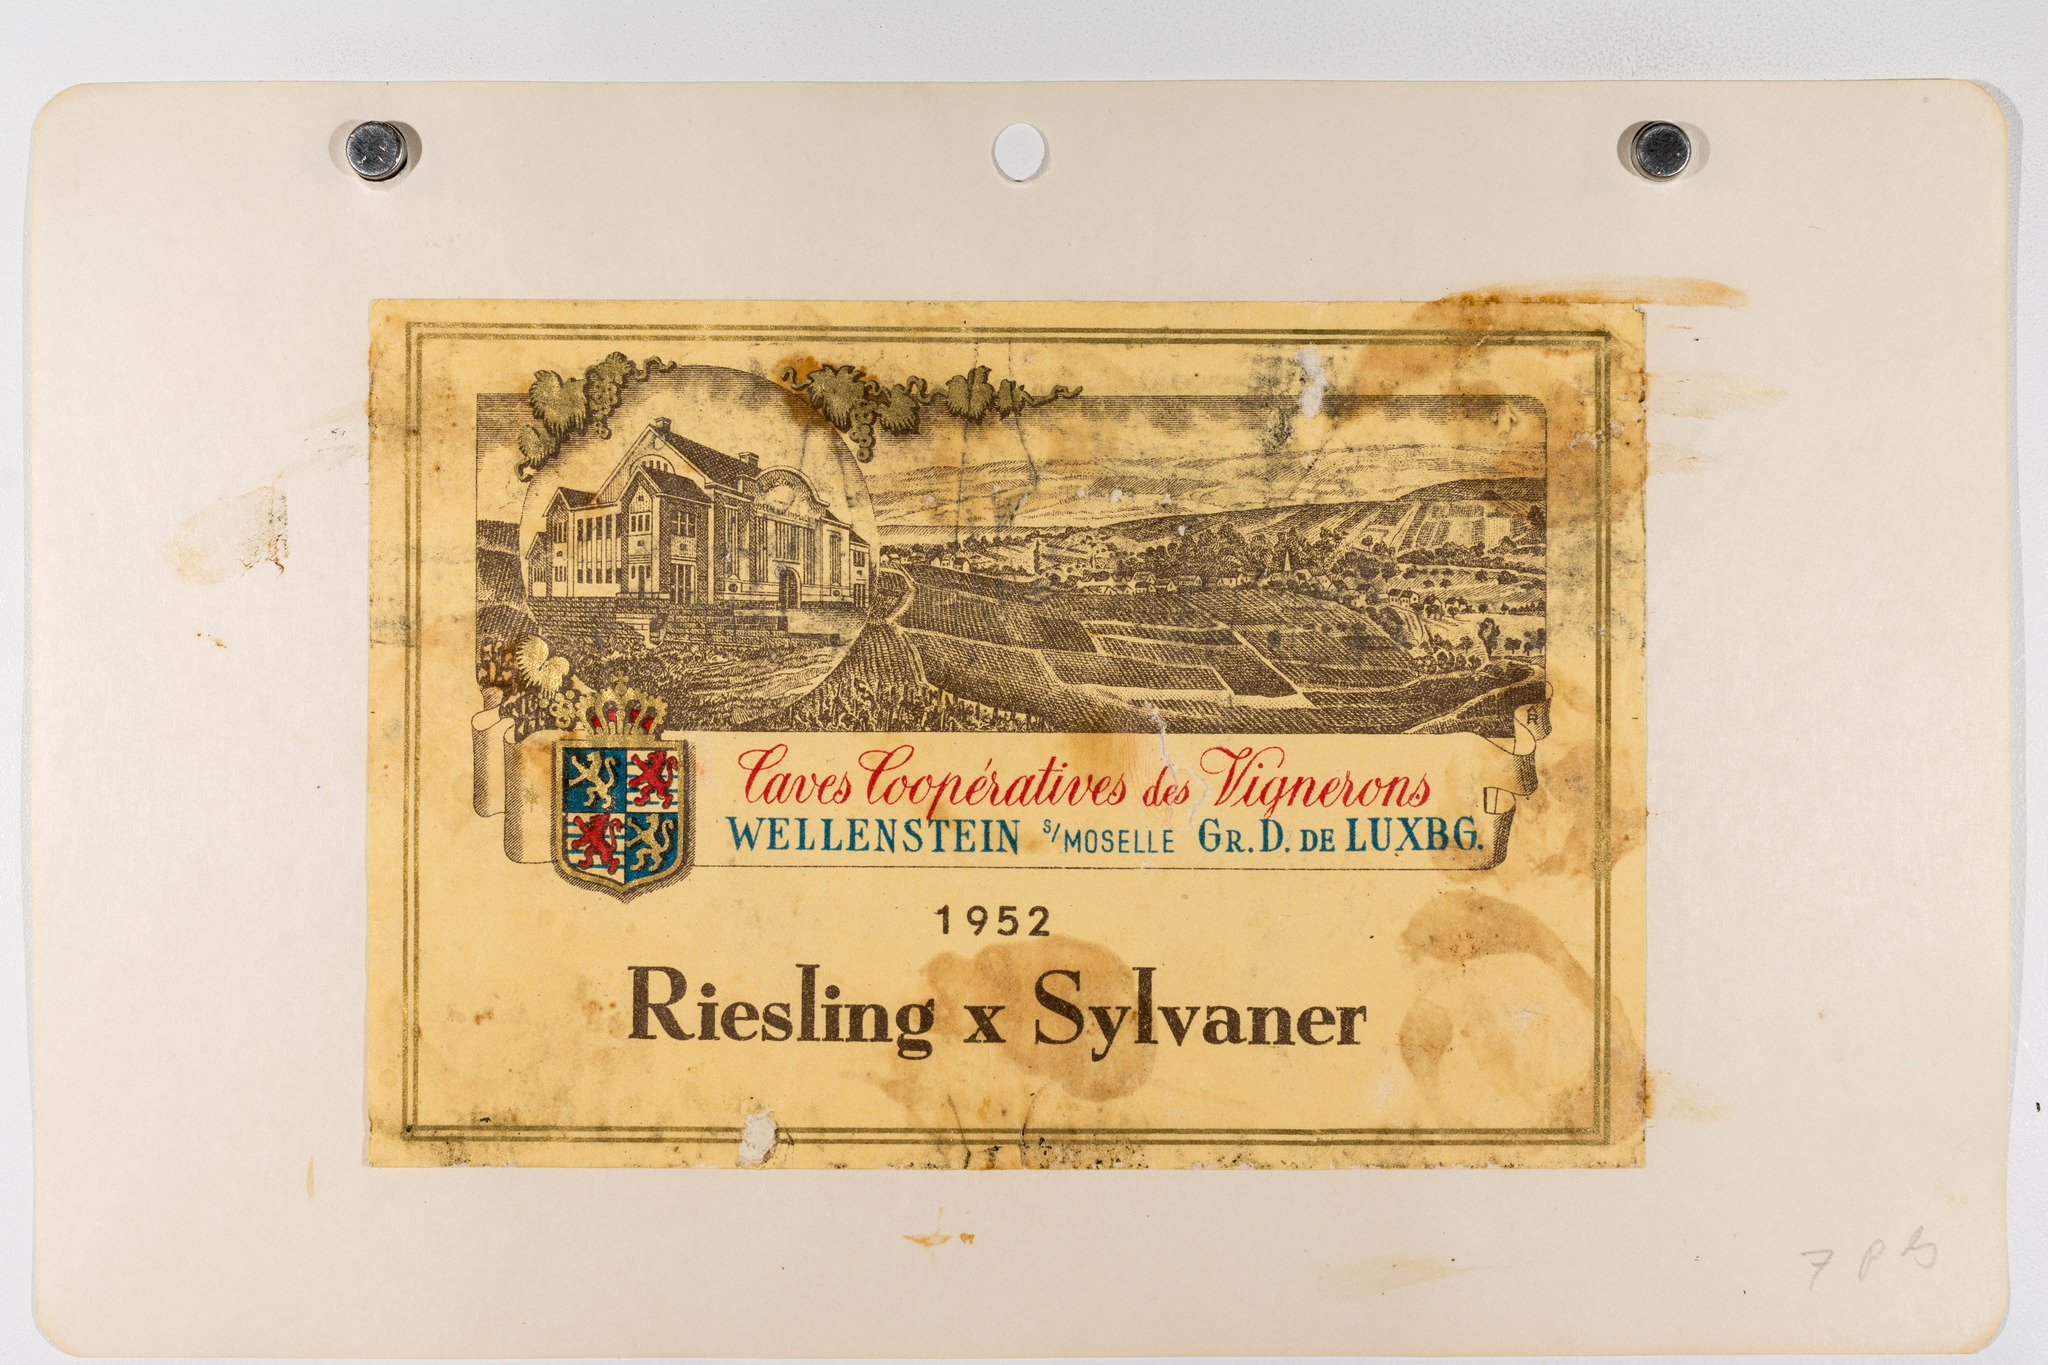 Caves Coopératives des Vignerons
WELLENSTEIN S/MOSELLE GR. D. DE LUXBG.
1952
Riesling x Sylvaner